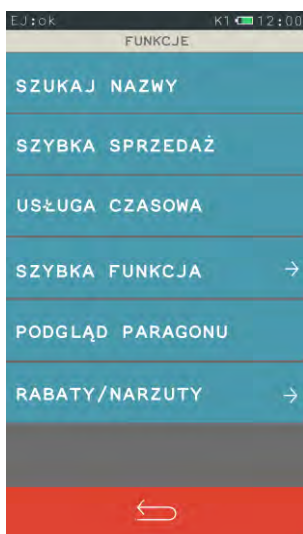 EJ:ok K1 12:00
FUNKCJE
SZUKAJ NAZWY
SZYBKA SPRZEDAŻ
USŁUGA CZASOWA
SZYBKA FUNKCJA →
PODGLĄD PARAGONU
RABATY/NARZUTY →